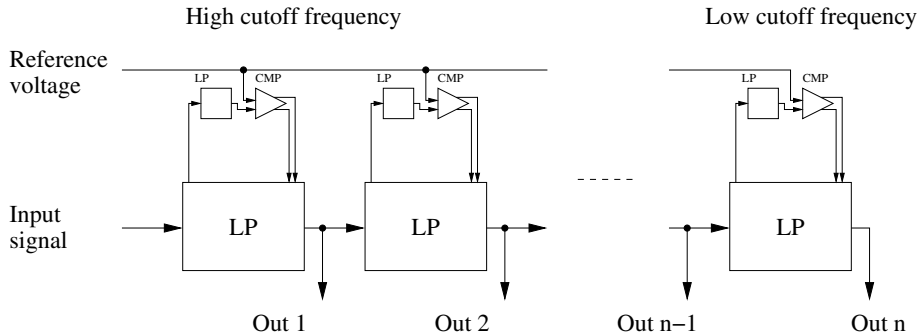 High cutoff frequency
Low cutoff frequency
Reference
voltage
LP
CMP
LP
CMP
LP
CMP
Input
signal
LP
LP
LP
Out 1
Out 2
Out n−1
Out n